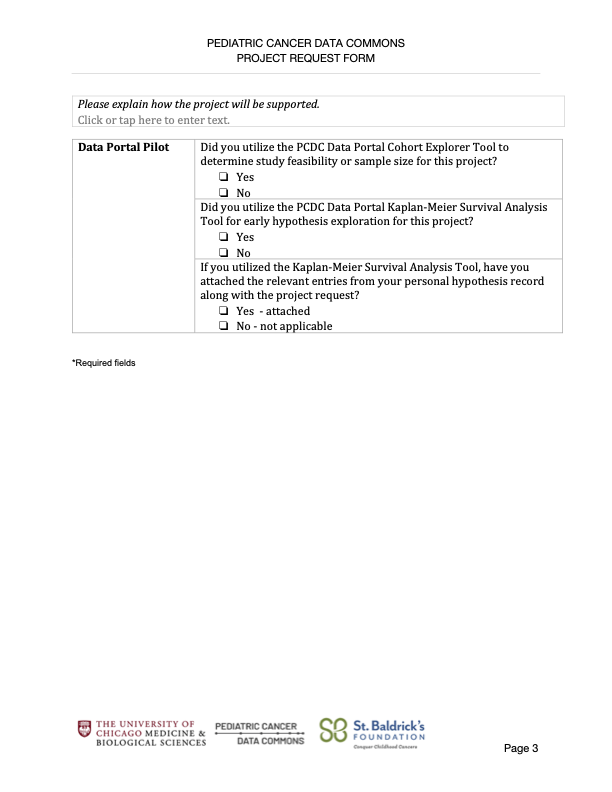 PEDIATRIC CANCER DATA COMMONS
PROJECT REQUEST FORM
Please explain how the project will be supported.
Click or tap here to enter text.
Data Portal Pilot
Did you utilize the PCDC Data Portal Cohort Explorer Tool to
determine study feasibility or sample size for this project?
❏ Yes
❏ No
Did you utilize the PCDC Data Portal Kaplan-Meier Survival Analysis
Tool for early hypothesis exploration for this project?
❏ Yes
❏ No
If you utilized the Kaplan-Meier Survival Analysis Tool, have you
attached the relevant entries from your personal hypothesis record
along with the project request?
❏ Yes - attached
❏ No - not applicable
*Required fields
THE UNIVERSITY OF
CHICAGO MEDICINE &
BIOLOGICAL SCIENCES
PEDIATRIC CANCER
DATA COMMONS
St. Baldrick's
FOUNDATION
Conquer Childhood Cancers
Page 3